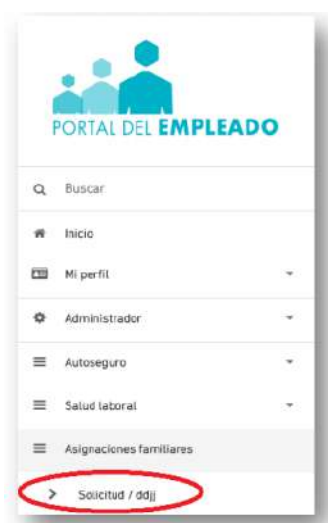 PORTAL DEL EMPLEADO
Buscar
Inicio
Mi perfil
Administrador
Autoseguro
Salud laboral
Asignaciones familiares
Solicitud / ddjj